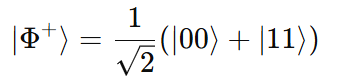 |Φ⁺⟩ = 1/√2 (|00⟩ + |11⟩)